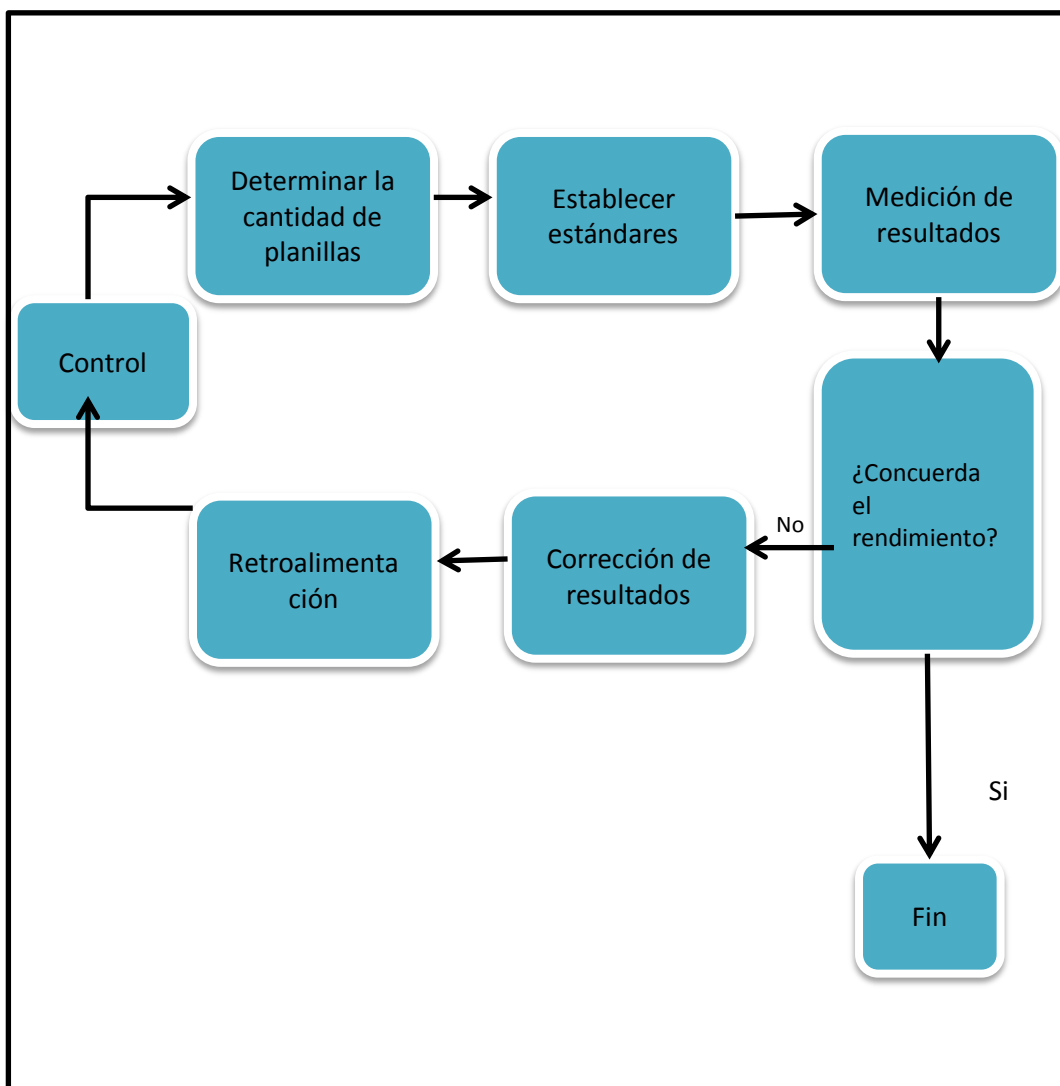 Determinar la
cantidad de
planillas
Establecer
estándares
Medición de
resultados
Control
¿Concuerda
el
rendimiento?
No
Corrección de
resultados
Retroalimenta
ción
Si
Fin